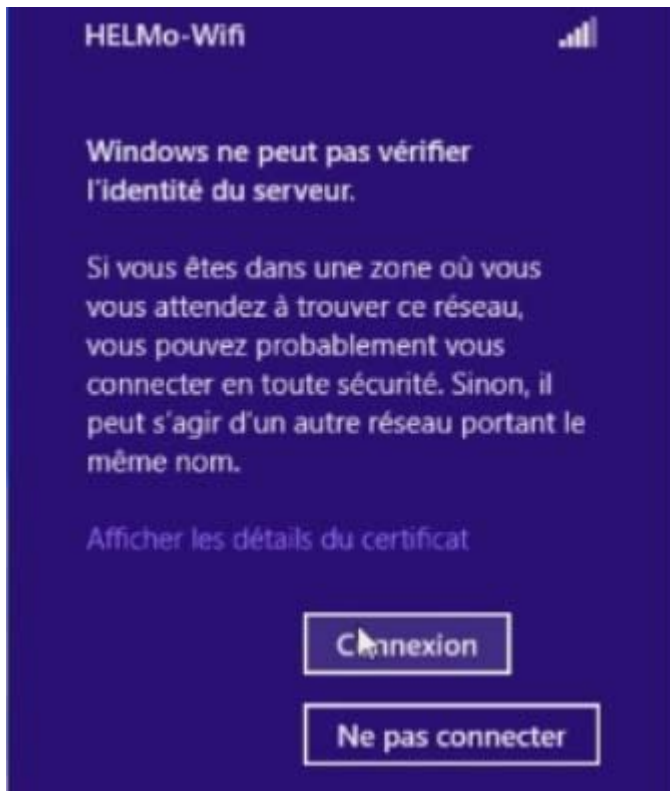 HELMo-Wifi
Windows ne peut pas vérifier
l'identité du serveur.
Si vous êtes dans une zone où vous
vous attendez à trouver ce réseau,
vous pouvez probablement vous
connecter en toute sécurité. Sinon, il
peut s'agir d'un autre réseau portant le
même nom.
Afficher les détails du certificat
Connexion
Ne pas connecter